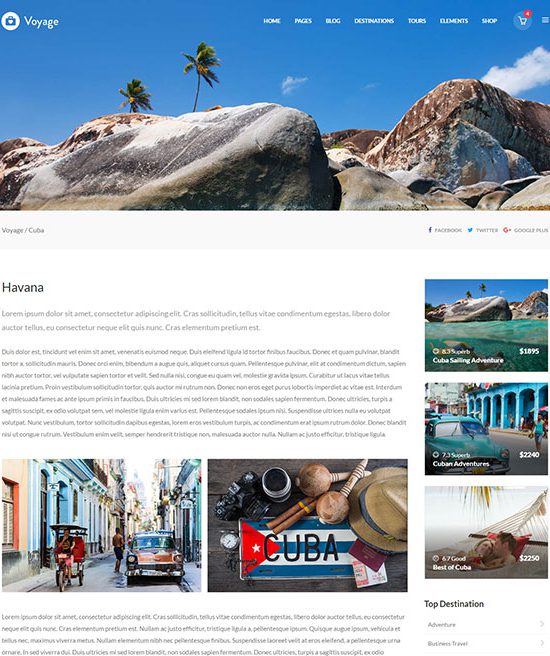 Voyage
HOME PAGES BLOG DESTINATIONS TOURS ELEMENTS SHOP
4
Voyage / Cuba
FACEBOOK TWITTER GOOGLE PLUS
Havana
Lorem ipsum dolor sit amet, consectetur adipiscing elit. Cras sollicitudin, tellus vitae condimentum egestas, libero
dolor auctor tellus, eu consectetur neque elit quis nunc. Cras elementum pretium est.
Duis dolor est, tincidunt vel enim sit amet, venenatis euismod neque. Duis eleifend ligula id tortor finibus faucibus. Donec et quam pulvinar, blandit
tortor a, sollicitudin mauris. Donec orci enim, bibendum a augue quis, aliquet cursus quam. Pellentesque pulvinar, elit at condimentum dictum, sapien
nibh auctor tortor, vel vulputate sapien tortor et velit. Sed nulla nisi, congue eu quam vel, molestie gravida ipsum. Curabitur ut lacus vitae tellus
lacinia pretium. Proin vestibulum sollicitudin tortor, quis auctor mi rutrum non. Donec non eros eget purus lobortis imperdiet ac vitae est. Interdum
et malesuada fames ac ante ipsum primis in faucibus. Duis ultricies mi sed lorem blandit, non sodales sapien fermentum. Donec ultricies, turpis a
sagittis suscipit, ex odio volutpat sem, vel molestie ligula enim varius est. Pellentesque sodales ipsum nisi. Suspendisse ultrices nulla eu volutpat
volutpat. Nunc vestibulum, tortor sollicitudin dapibus egestas, lorem eros vestibulum turpis, ac condimentum erat ipsum rutrum dolor. Donec blandit
nisi ut congue rutrum. Vestibulum enim velit, semper hendrerit tristique non, malesuada auctor nulla. Nullam ac justo efficitur, tristique ligula.
CUBA
8.3 Superb
Cuban Sailing Adventure
$1895
7.3 Superb
Cuban Adventures
$2240
6.7 Good
Best of Cuba
$2250
Top Destination
Adventure
Business Travel
Lorem ipsum dolor sit amet, consectetur adipiscing elit. Cras sollicitudin, tellus vitae condimentum egestas, libero dolor auctor tellus, eu consectetur
neque elit quis nunc. Cras elementum pretium est. Nullam ac justo efficitur, tristique ligula a, pellentesque ipsum. Quisque augue ipsum, vehicula et
tellus nec, maximus viverra metus. Nullam elementum nibh nec pellentesque finibus. Suspendisse laoreet velit at eros eleifend, a pellentesque urna
ornare. In sed viverra dui. Duis ultricies mi sed lorem blandit, non sodales sapien fermentum. Donec ultricies, turpis a sagittis suscipit, ex odio